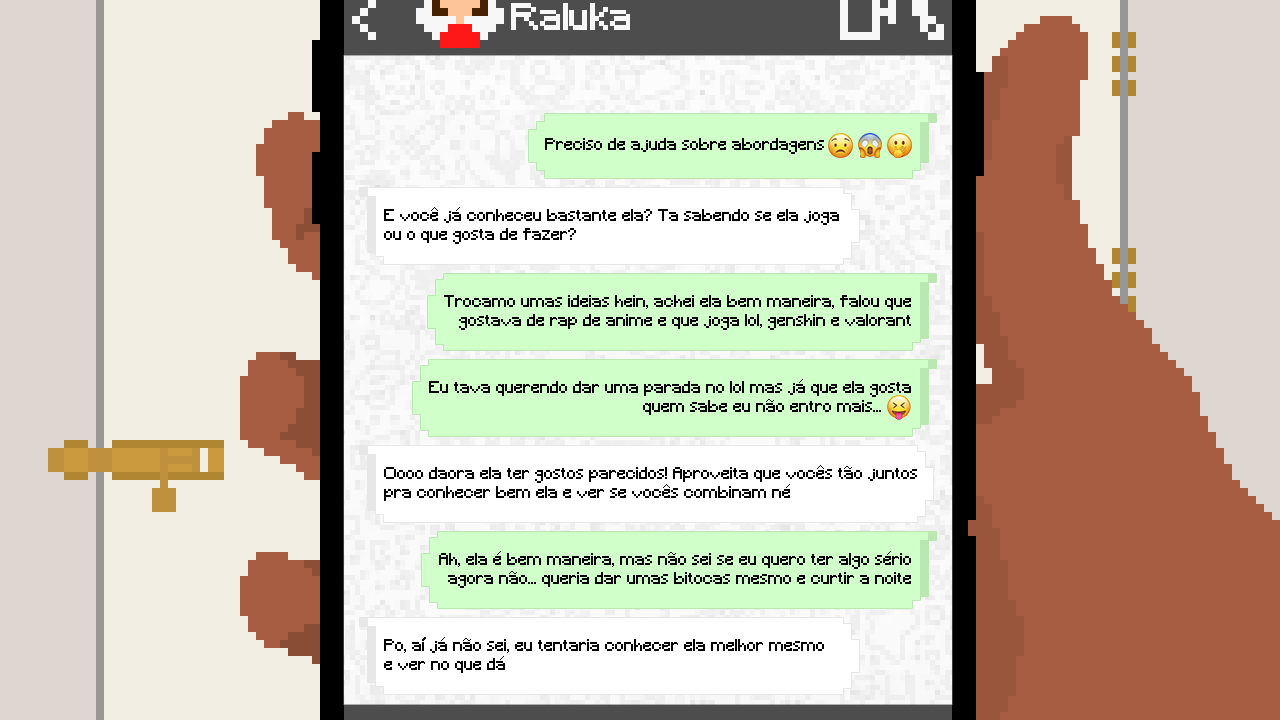 Raluka
Preciso de ajuda sobre abordagens😟😱🤫
E você já conheceu bastante ela? Ta sabendo se ela joga
ou o que gosta de fazer?
Trocamo umas ideias hein, achei ela bem maneira, falou que
gostava de rap de anime e que joga lol, genshin e valorant
Eu tava querendo dar uma parada no lol mas já que ela gosta
quem sabe eu não entro mais... 😝
Oooo daora ela ter gostos parecidos! Aproveita que vocês tão juntos
pra conhecer bem ela e ver se vocês combinam né
Ah, ela é bem maneira, mas não sei se eu quero ter algo sério
agora não... queria dar umas bitocas mesmo e curtir a noite
Po, aí já não sei, eu tentaria conhecer ela melhor mesmo
e ver no que dá